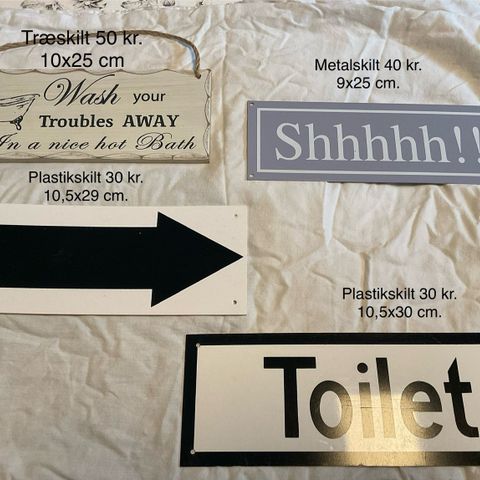 Træskilt 50 kr.
10x25 cm
Wash your
Troubles AWAY
In a nice hot Bath
Metalskilt 40 kr.
9x25 cm.
Shhhhh!!
Plastikskilt 30 kr.
10,5x29 cm.
Plastikskilt 30 kr.
10,5x30 cm.
Toilet